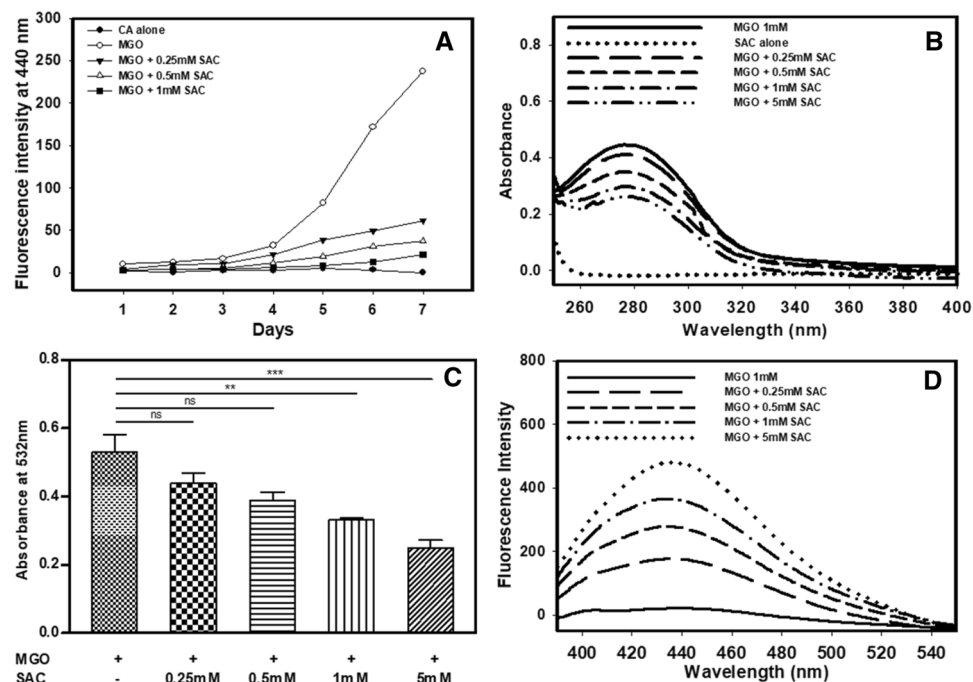 A
Fluorescence intensity at 440 nm
300
250
200
150
100
50
0
CA alone
MGO
MGO + 0.25mM SAC
MGO + 0.5mM SAC
MGO + 1mM SAC
1 2 3 4 5 6 7
Days
B
Absorbance
0.8
0.6
0.4
0.2
0.0
MGO 1mM
SAC alone
MGO + 0.25mM SAC
MGO + 0.5mM SAC
MGO + 1mM SAC
MGO + 5mM SAC
260 280 300 320 340 360 380 400
Wavelength (nm)
C
Absorbance at 532nm
0.8
0.6
0.4
0.2
0.0
***
**
ns
ns
MGO + + + + +
SAC - 0.25mM 0.5mM 1mM 5mM
D
Fluorescence Intensity
800
600
400
200
0
MGO 1mM
MGO + 0.25mM SAC
MGO + 0.5mM SAC
MGO + 1mM SAC
MGO + 5mM SAC
400 420 440 460 480 500 520 540
Wavelength (nm)